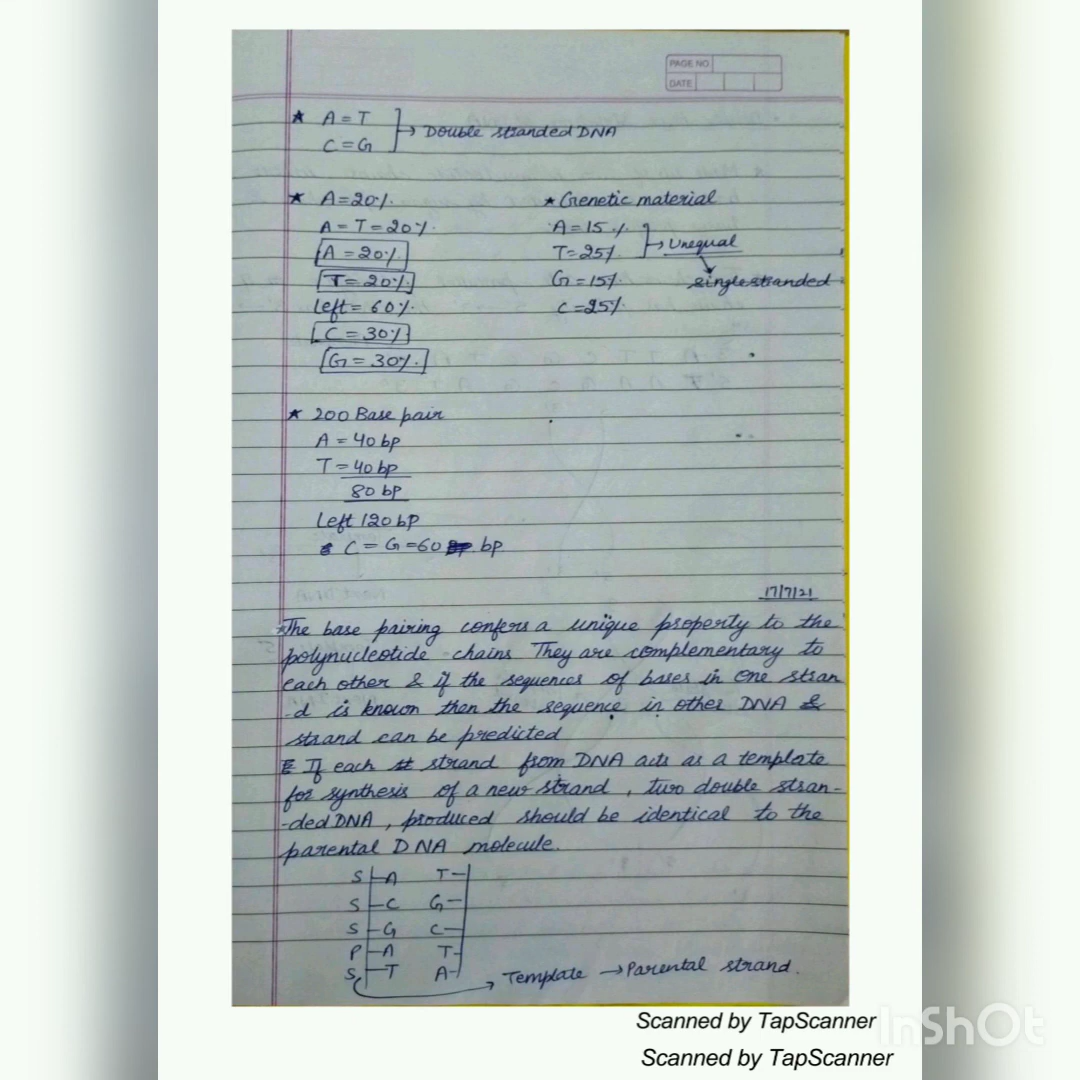 PAGE NO.
DATE
★ A = T
C = G → Double stranded DNA
★ A = 20%.
A = T = 20%.
A = 20%.
T = 20%.
left = 60%.
C = 30%.
G = 30%.
★ Genetic material
A = 15%.
T = 25% → Unequal
G = 15% single stranded
C = 25%
★ 200 Base pair
A = 40 bp
T = 40 bp
80 bp
Left 120 bp
C = G = 60 bp
17/7/21
★ The base pairing confers a unique property to the
polynucleotide chains They are complementary to
each other & if the sequences of bases in one stran
-d is known then the sequence in other DNA &
strand can be predicted
If each st strand from DNA acts as a template
for synthesis of a new strand, two double stran-
-ded DNA, produced should be identical to the
parental DNA molecule.
S A T
S C G
S G C
P A T
S T A
→ Template → Parental strand.
Scanned by TapScanner
InShOt
Scanned by TapScanner